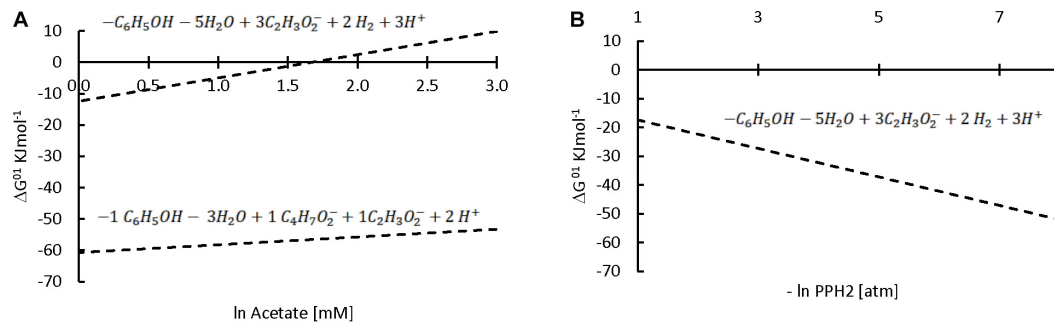 A
−C₆H₅OH − 5H₂O + 3C₂H₃O₂⁻ + 2 H₂ + 3H⁺
10
0
-10
-20
-30
-40
-50
-60
-70
0.0 0.5 1.0 1.5 2.0 2.5 3.0
ΔG⁰¹ KJmol⁻¹
−1 C₆H₅OH − 3H₂O + 1 C₄H₇O₂⁻ + 1C₂H₃O₂⁻ + 2 H⁺
ln Acetate [mM]
B
1 3 5 7
10
0
-10
-20
-30
-40
-50
-60
-70
ΔG⁰¹ KJmol⁻¹
−C₆H₅OH − 5H₂O + 3C₂H₃O₂⁻ + 2 H₂ + 3H⁺
- ln PPH2 [atm]